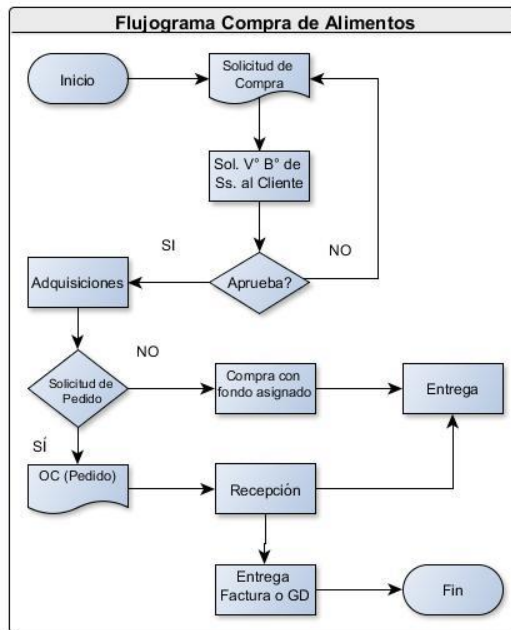 Flujograma Compra de Alimentos
Inicio
Solicitud de
Compra
Sol. V° B° de
Ss. al Cliente
SI
NO
Adquisiciones
Aprueba?
NO
Solicitud de
Pedido
Compra con
fondo asignado
Entrega
SÍ
OC (Pedido)
Recepción
Entrega
Factura o GD
Fin